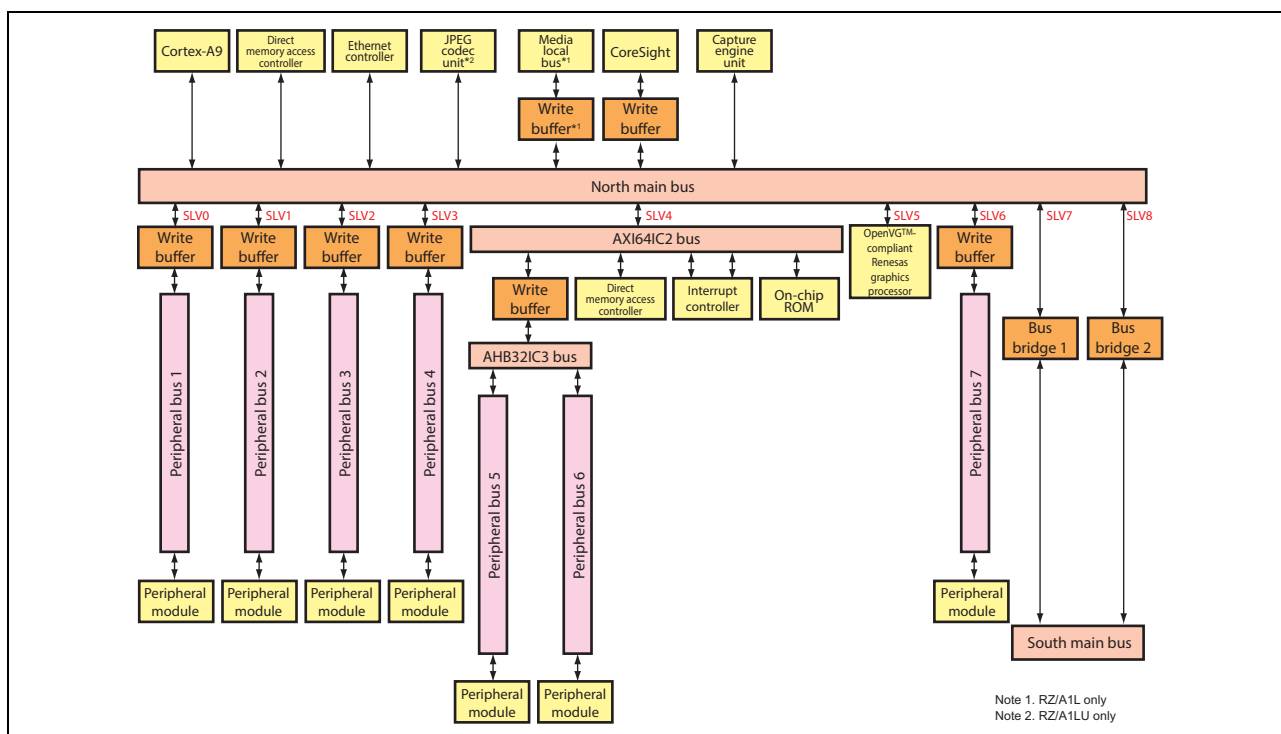 Cortex-A9
Direct
memory access
controller
Ethernet
controller
JPEG
codec
unit*2
Media
local
bus*1
CoreSight
Capture
engine
unit
Write
buffer*1
Write
buffer
North main bus
SLV0
SLV1
SLV2
SLV3
SLV4
SLV5
SLV6
SLV7
SLV8
Write
buffer
Write
buffer
Write
buffer
Write
buffer
AXI64IC2 bus
OpenVG™-
compliant
Renesas
graphics
processor
Write
buffer
Write
buffer
Direct
memory access
controller
Interrupt
controller
On-chip
ROM
Bus
bridge 1
Bus
bridge 2
AHB32IC3 bus
Peripheral bus 1
Peripheral bus 2
Peripheral bus 3
Peripheral bus 4
Peripheral bus 5
Peripheral bus 6
Peripheral bus 7
Peripheral
module
Peripheral
module
Peripheral
module
Peripheral
module
Peripheral
module
South main bus
Peripheral
module
Peripheral
module
Note 1. RZ/A1L only
Note 2. RZ/A1LU only